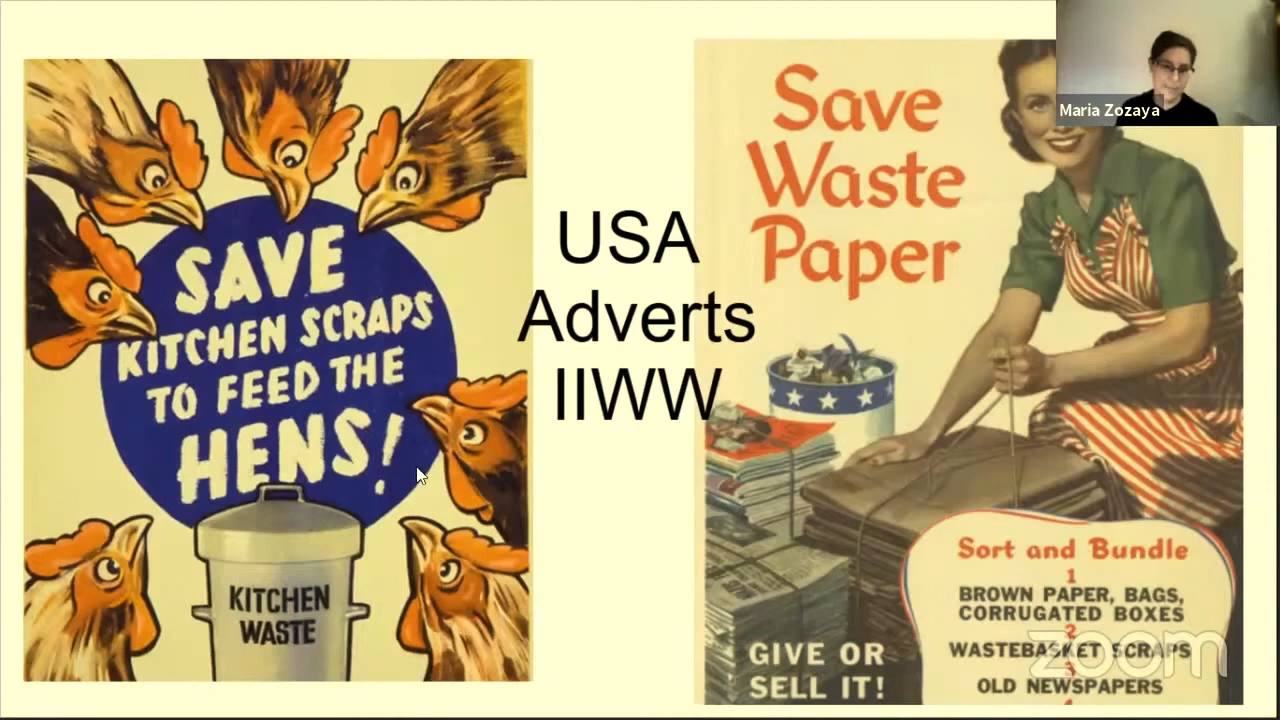 SAVE
KITCHEN SCRAPS
TO FEED THE
HENS!
KITCHEN
WASTE
USA
Adverts
IIWW
Save
Waste
Paper
Maria Zozaya
GIVE OR
SELL IT!
Sort and Bundle
1
BROWN PAPER, BAGS,
CORRUGATED BOXES
2
WASTEBASKET SCRAPS
3
OLD NEWSPAPERS
zoom